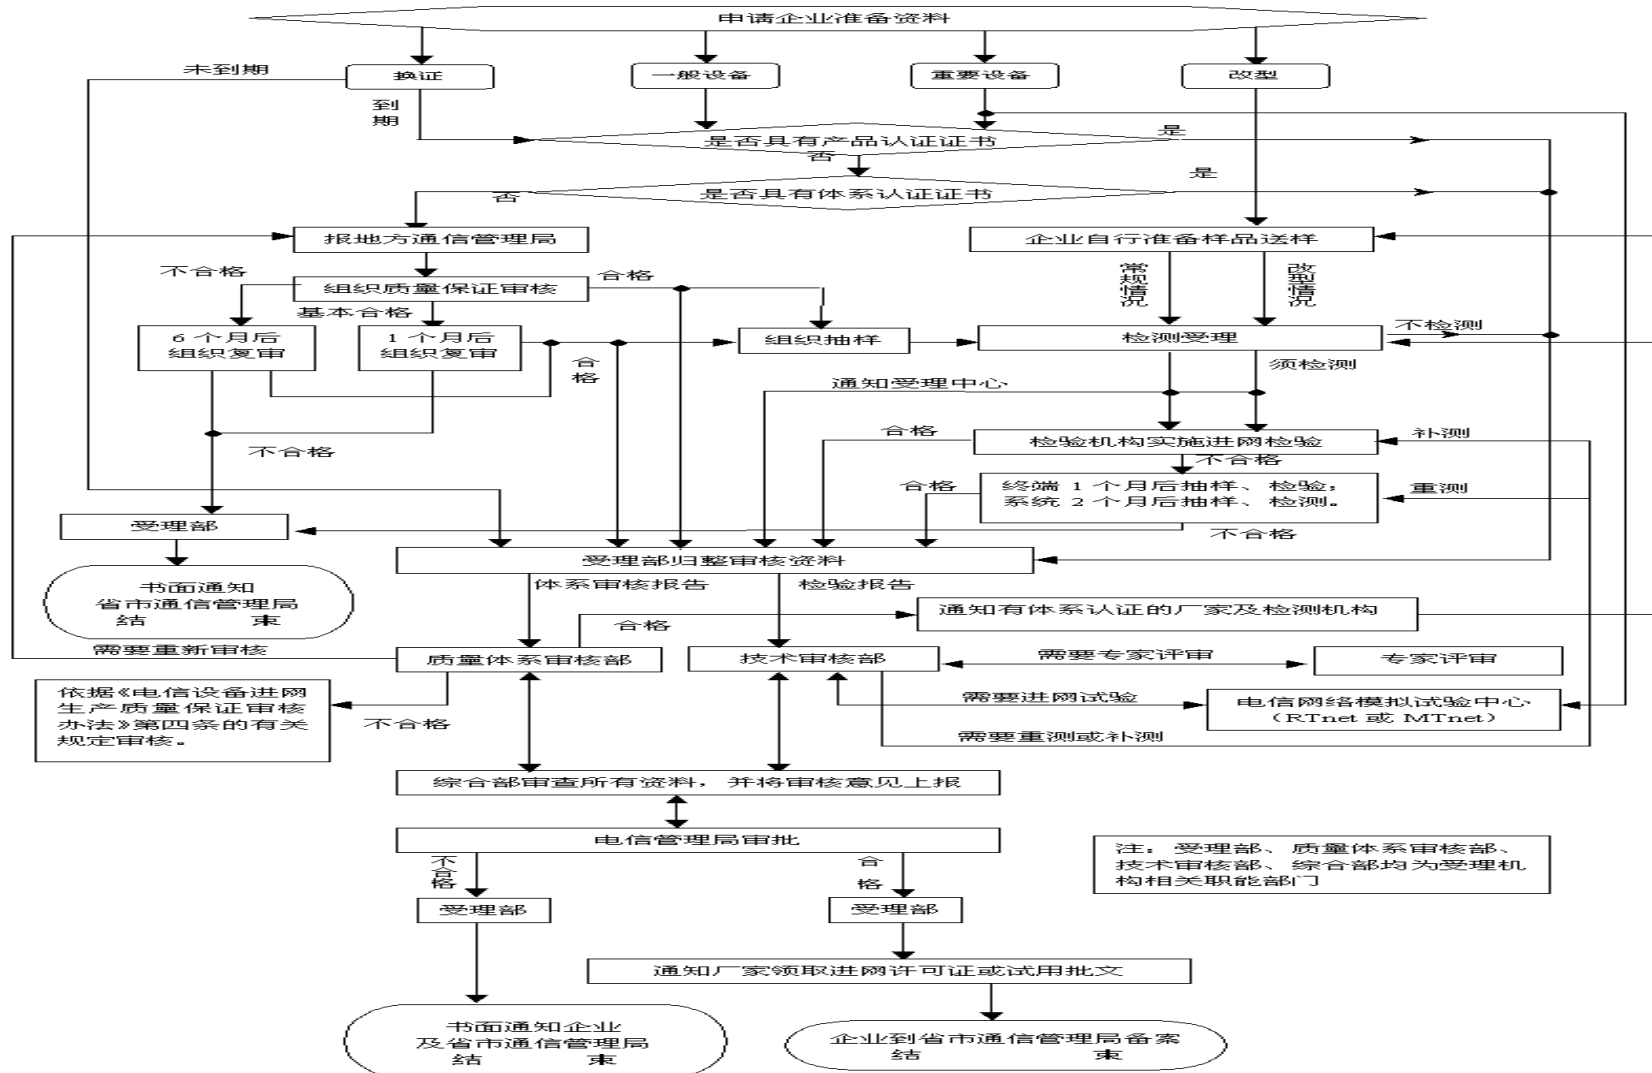 申请企业准备资料
未到期
换证
一般设备
重要设备
改型
到
期
是否具有产品认证证书
是
否
是否具有体系认证证书
是
否
报地方通信管理局
企业自行准备样品送样
不合格
组织质量保证审核
合格
常规情况
改型情况
基本合格
6 个月后
组织复审
1 个月后
组织复审
合
格
组织抽样
检测受理
不检测
须检测
通知受理中心
不合格
合格
检验机构实施进网检验
补测
不合格
合格
终端 1 个月后抽样、检验，
系统 2 个月后抽样、检测。
重测
受理部
不合格
受理部归整审核资料
书面通知
省市通信管理局
结 束
体系审核报告
检验报告
合格
通知有体系认证的厂家及检测机构
需要重新审核
质量体系审核部
技术审核部
需要专家评审
专家评审
依据《电信设备进网
生产质量保证审核
办法》第四条的有关
规定审核。
不合格
需要进网试验
电信网络模拟试验中心
（RTnet 或 MTnet）
需要重测或补测
综合部审查所有资料，并将审核意见上报
电信管理局审批
不合格
合
格
注：受理部、质量体系审核部、
技术审核部、综合部均为受理机
构相关职能部门
受理部
受理部
通知厂家领取进网许可证或试用批文
书面通知企业
及省市通信管理局
结 束
企业到省市通信管理局备案
结 束